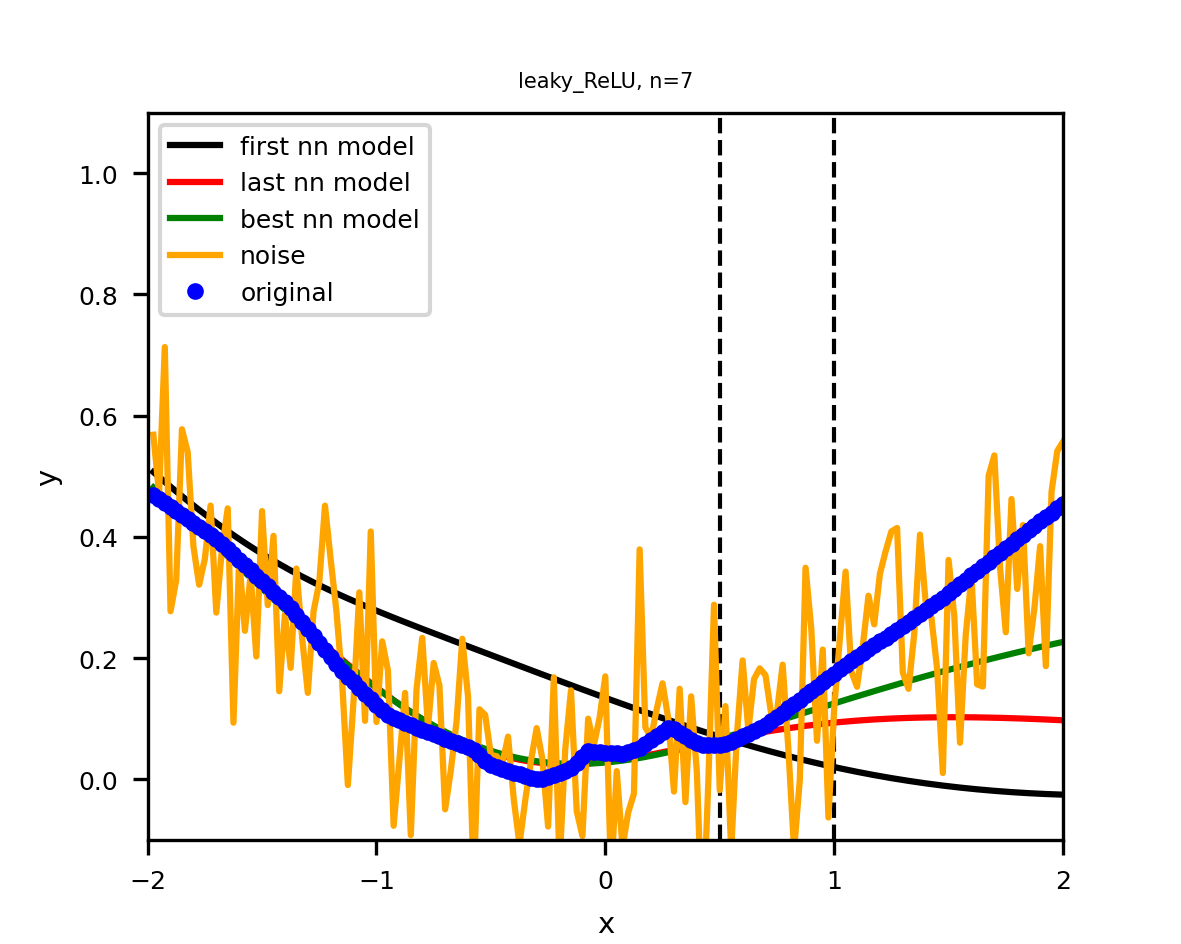 leaky_ReLU, n=7
first nn model
last nn model
best nn model
noise
original
1.0
0.8
0.6
0.4
0.2
0.0
y
−2
−1
0
1
2
x